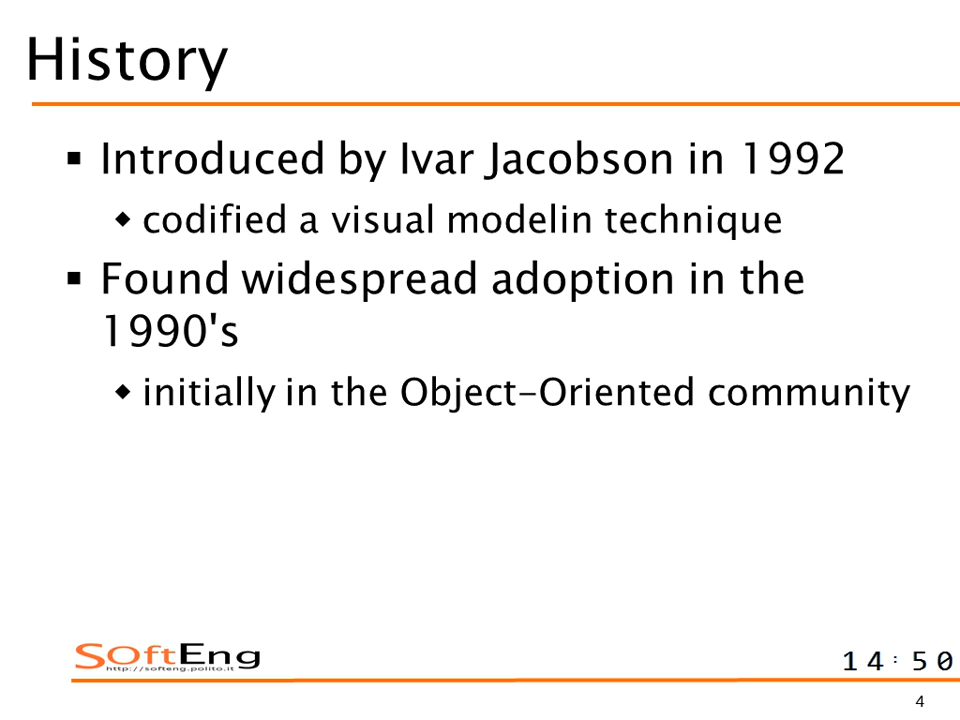 History
Introduced by Ivar Jacobson in 1992
codified a visual modelin technique
Found widespread adoption in the
1990's
initially in the Object-Oriented community
SOftEng
http://softeng.polito.it
14:50
4